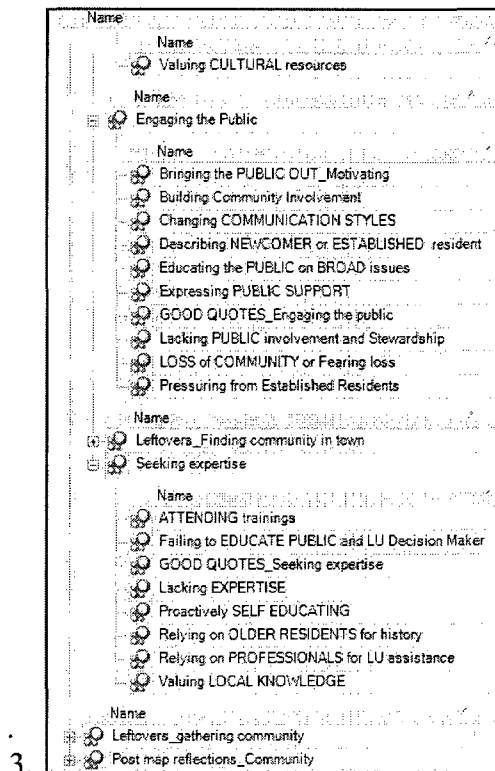 Name
Name
Valuing CULTURAL resources
Name
Engaging the Public
Name
Bringing the PUBLIC OUT_Motivating
Building Community Involvement
Changing COMMUNICATION STYLES
Describing NEWCOMER or ESTABLISHED resident
Educating the PUBLIC on BROAD issues
Expressing PUBLIC SUPPORT
GOOD QUOTES_Engaging the public
Lacking PUBLIC involvement and Stewardship
LOSS of COMMUNITY or Fearing loss
Pressuring from Established Residents
Name
Leftovers_Finding community in town
Seeking expertise
Name
ATTENDING trainings
Failing to EDUCATE PUBLIC and LU Decision Maker
GOOD QUOTES_Seeking expertise
Lacking EXPERTISE
Proactively SELF EDUCATING
Relying on OLDER RESIDENTS for history
Relying on PROFESSIONALS for LU assistance
Valuing LOCAL KNOWLEDGE
Name
Leftovers_gathering community
3. Post map reflections_Community